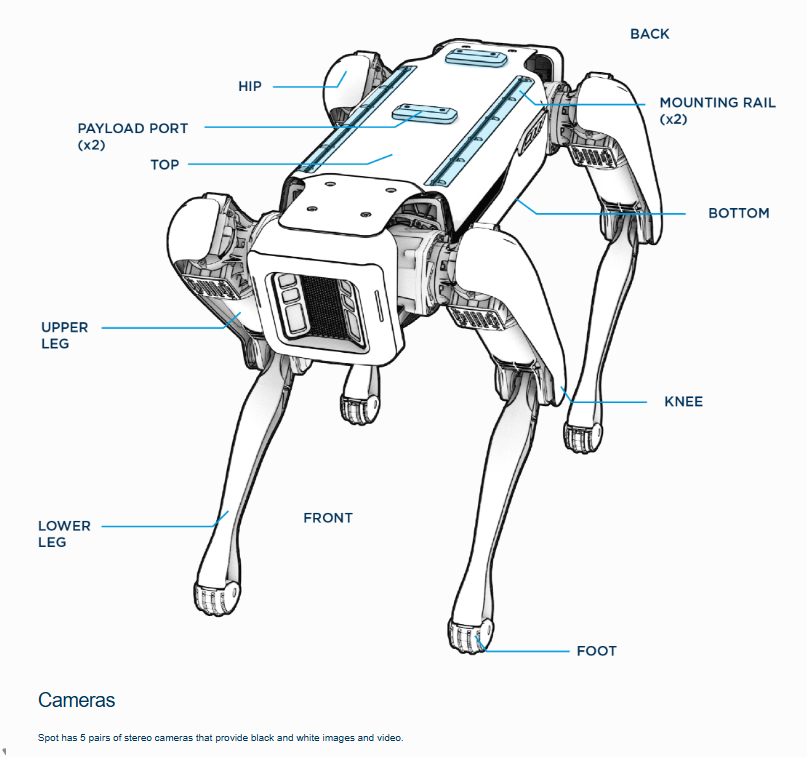 BACK
HIP
MOUNTING RAIL
(x2)
PAYLOAD PORT
(x2)
TOP
BOTTOM
UPPER
LEG
KNEE
FRONT
LOWER
LEG
FOOT
Cameras
Spot has 5 pairs of stereo cameras that provide black and white images and video.